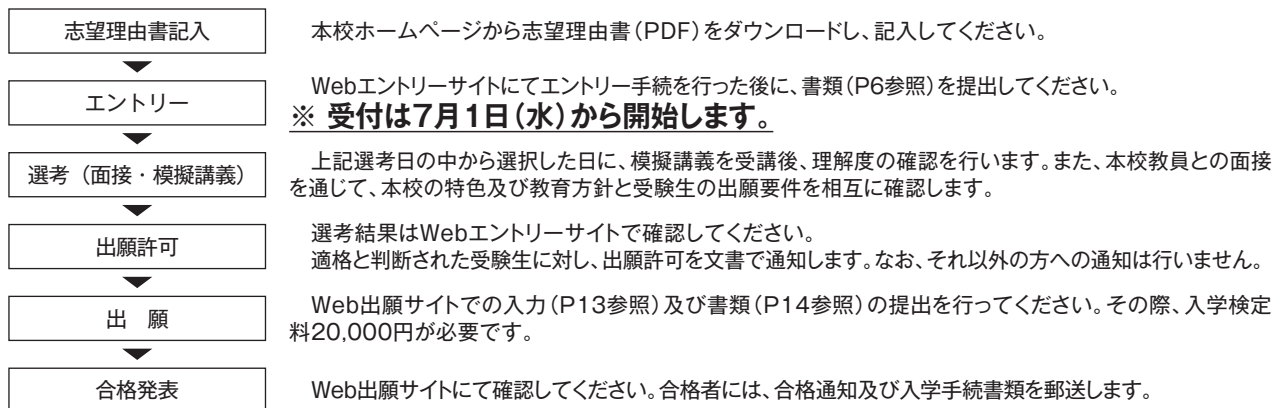 志望理由書記入
本校ホームページから志望理由書（PDF）をダウンロードし、記入してください。
エントリー
Webエントリーサイトにてエントリー手続を行った後に、書類（P6参照）を提出してください。
※ 受付は7月1日（水）から開始します。
選考（面接・模擬講義）
上記選考日の中から選択した日に、模擬講義を受講後、理解度の確認を行います。また、本校教員との面接
を通じて、本校の特色及び教育方針と受験生の出願要件を相互に確認します。
出願許可
選考結果はWebエントリーサイトで確認してください。
適格と判断された受験生に対し、出願許可を文書で通知します。なお、それ以外の方への通知は行いません。
出　願
Web出願サイトでの入力（P13参照）及び書類（P14参照）の提出を行ってください。その際、入学検定
料20,000円が必要です。
合格発表
Web出願サイトにて確認してください。合格者には、合格通知及び入学手続書類を郵送します。